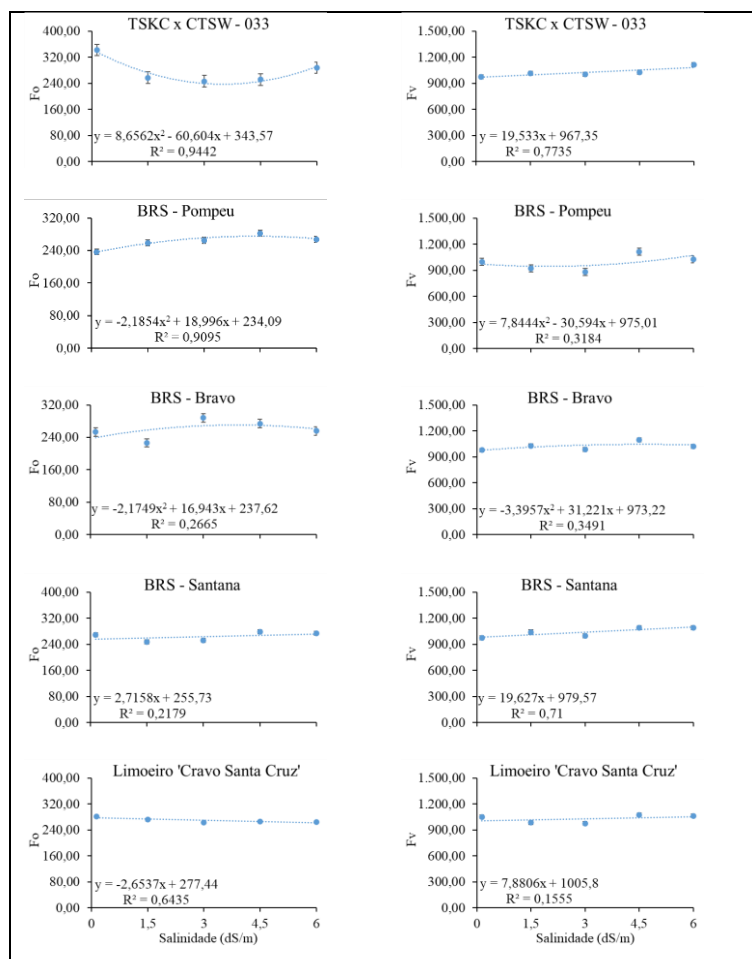 TSKC x CTSW - 033
400,00
320,00
240,00
160,00
80,00
0,00
Fo
y = 8,6562x² - 60,604x + 343,57
R² = 0,9442
TSKC x CTSW - 033
1.500,00
1.200,00
900,00
600,00
300,00
0,00
Fv
y = 19,533x + 967,35
R² = 0,7735
BRS - Pompeu
320,00
240,00
160,00
80,00
0,00
Fo
y = -2,1854x² + 18,996x + 234,09
R² = 0,9095
BRS - Pompeu
1.500,00
1.200,00
900,00
600,00
300,00
0,00
Fv
y = 7,8444x² - 30,594x + 975,01
R² = 0,3184
BRS - Bravo
320,00
240,00
160,00
80,00
0,00
Fo
y = -2,1749x² + 16,943x + 237,62
R² = 0,2665
BRS - Bravo
1.500,00
1.200,00
900,00
600,00
300,00
0,00
Fv
y = -3,3957x² + 31,221x + 973,22
R² = 0,3491
BRS - Santana
400,00
320,00
240,00
160,00
80,00
0,00
Fo
y = 2,7158x + 255,73
R² = 0,2179
BRS - Santana
1.500,00
1.200,00
900,00
600,00
300,00
0,00
Fv
y = 19,627x + 979,57
R² = 0,71
Limoeiro 'Cravo Santa Cruz'
400,00
320,00
240,00
160,00
80,00
0,00
Fo
y = -2,6537x + 277,44
R² = 0,6435
0 1,5 3 4,5 6
Salinidade (dS/m)
Limoeiro 'Cravo Santa Cruz'
1.500,00
1.200,00
900,00
600,00
300,00
0,00
Fv
y = 7,8806x + 1005,8
R² = 0,1555
0 1,5 3 4,5 6
Salinidade (dS/m)